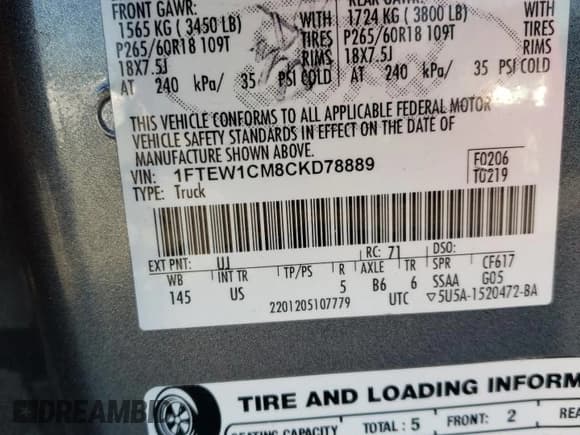 FRONT GAWR: REAR GAWR:
1565 KG ( 3450 LB) WITH 1724 KG ( 3800 LB) WITH
P265/60R18 109T TIRES P265/60R18 109T TIRES
18X7.5J RIMS 18X7.5J RIMS
AT 240 kPa/ 35 PSI COLD AT 240 kPa/ 35 PSI COLD
THIS VEHICLE CONFORMS TO ALL APPLICABLE FEDERAL MOTOR
VEHICLE SAFETY STANDARDS IN EFFECT ON THE DATE OF
MANUFACTURE SHOWN ABOVE.
VIN: 1FTEW1CM8CKD78889 F0206
TYPE: Truck T0219
EXT PNT: UJ RC: 71 DSO:
WB INT TR TP/PS R AXLE TR SPR CF617
145 US 5 B6 6 SSAA G05
2201205107779 UTC ▽5U5A-1520472-BA
TIRE AND LOADING INFORM
SEATING CAPACITY TOTAL : 5 FRONT: 2 REA
DREAMBID